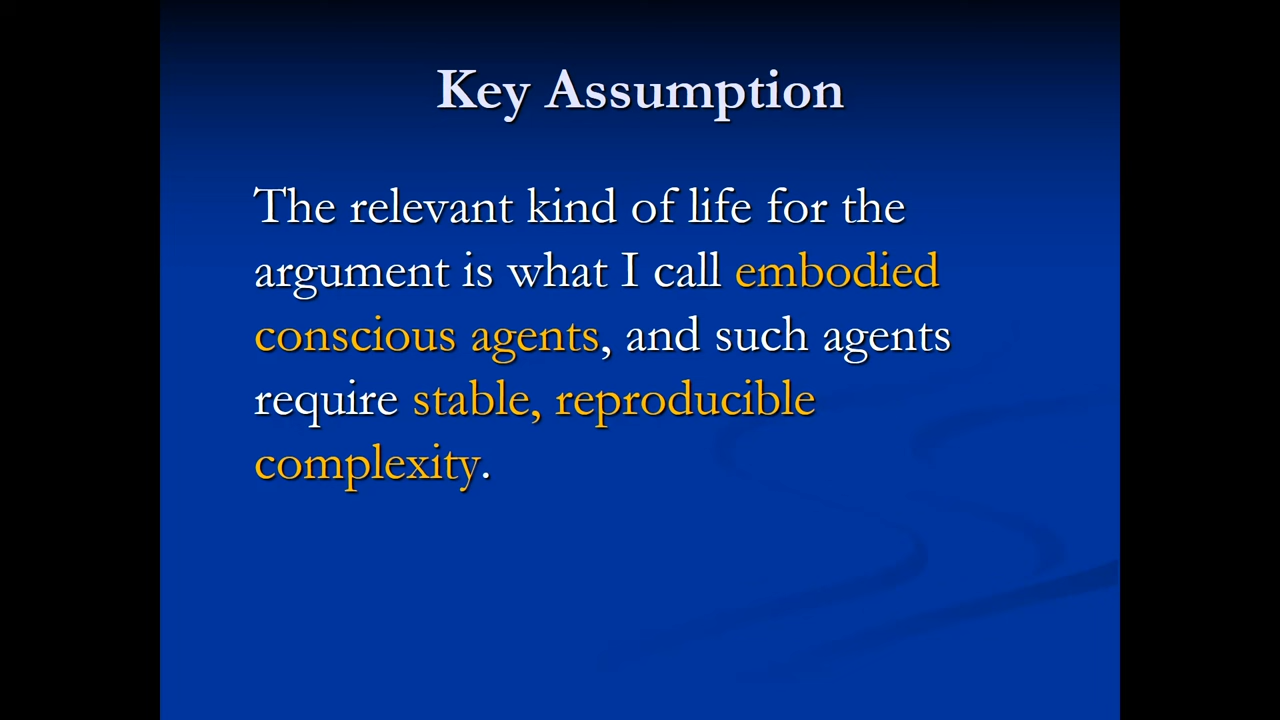 Key Assumption
The relevant kind of life for the
argument is what I call embodied
conscious agents, and such agents
require stable, reproducible
complexity.